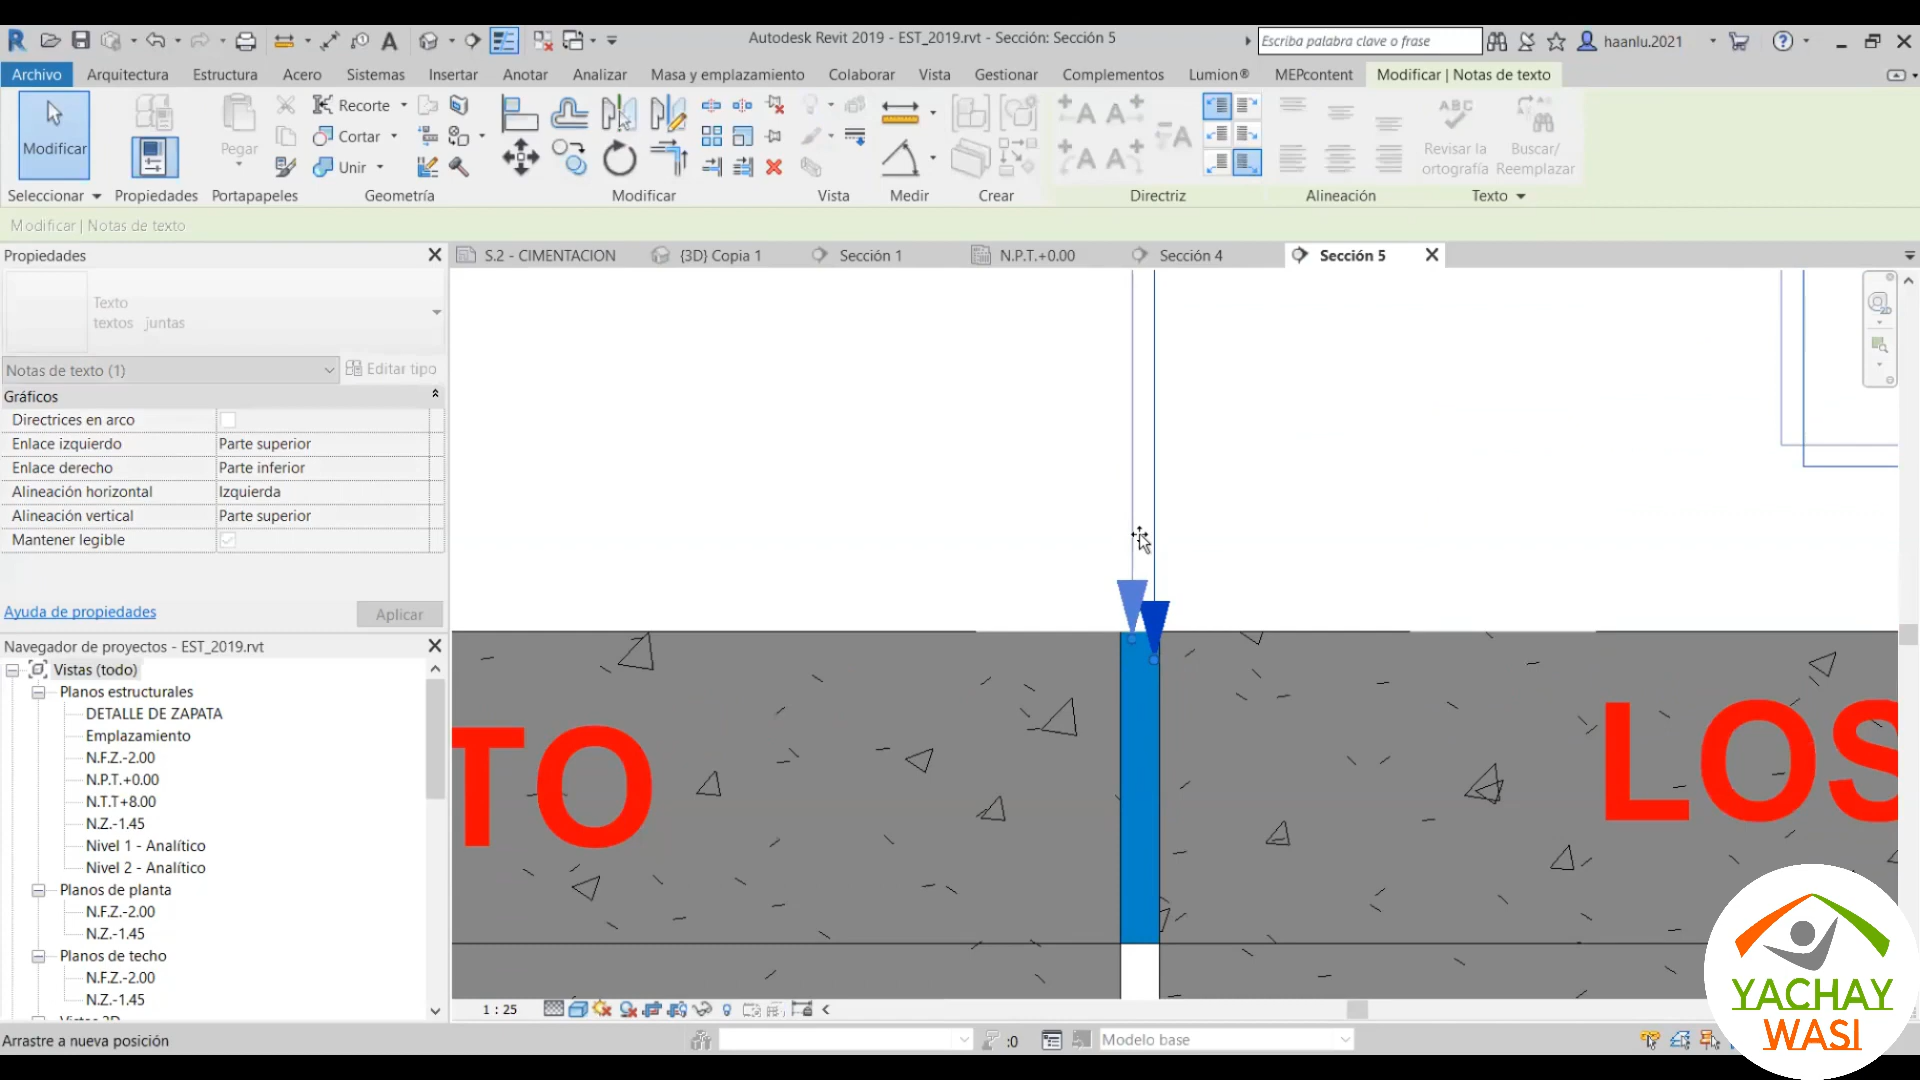 Autodesk Revit 2019 - EST_2019.rvt - Sección: Sección 5
Escriba palabra clave o frase
haanlu.2021
Archivo Arquitectura Estructura Acero Sistemas Insertar Anotar Analizar Masa y emplazamiento Colaborar Vista Gestionar Complementos Lumion® MEPcontent Modificar | Notas de texto
Modificar
Pegar
Recorte
Cortar
Unir
Revisar la ortografía
Buscar/ Reemplazar
Seleccionar Propiedades Portapapeles Geometría Modificar Vista Medir Crear Directriz Alineación Texto
Modificar | Notas de texto
Propiedades
S.2 - CIMENTACION {3D} Copia 1 Sección 1 N.P.T.+0.00 Sección 4 Sección 5
Texto
textos juntas
Notas de texto (1) Editar tipo
Gráficos
Directrices en arco
Enlace izquierdo Parte superior
Enlace derecho Parte inferior
Alineación horizontal Izquierda
Alineación vertical Parte superior
Mantener legible
Ayuda de propiedades Aplicar
Navegador de proyectos - EST_2019.rvt
Vistas (todo)
Planos estructurales
DETALLE DE ZAPATA
Emplazamiento
N.F.Z.-2.00
N.P.T.+0.00
N.T.T+8.00
N.Z.-1.45
Nivel 1 - Analítico
Nivel 2 - Analítico
Planos de planta
N.F.Z.-2.00
N.Z.-1.45
Planos de techo
N.F.Z.-2.00
N.Z.-1.45
TO LOS
1 : 25
Arrastre a nueva posición
:0
Modelo base
YACHAY
WASI